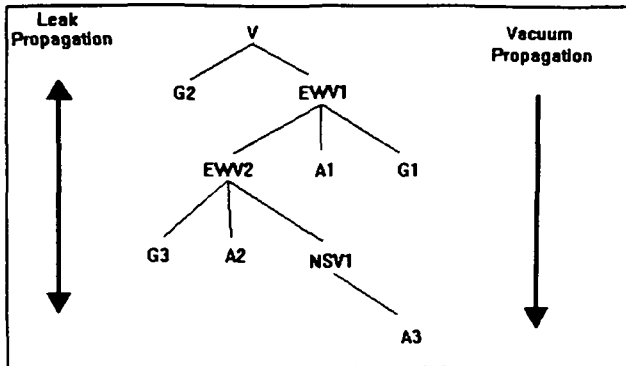 Leak
Propagation
V
Vacuum
Propagation
G2
EWV1
EWV2
A1
G1
G3
A2
NSV1
A3